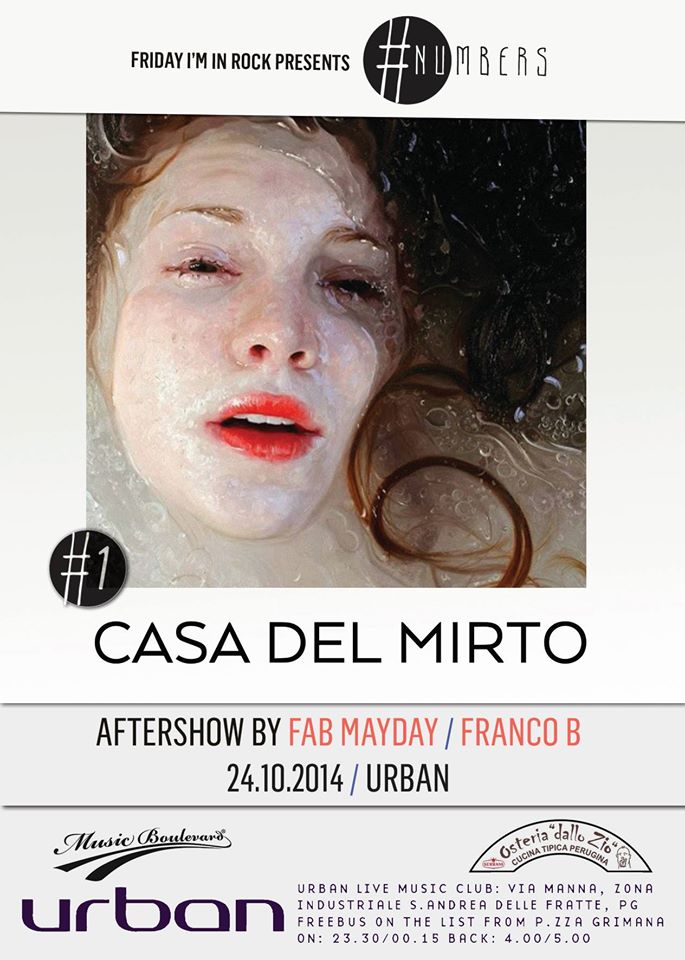 FRIDAY I'M IN ROCK PRESENTS #NUMBERS
#1
CASA DEL MIRTO
AFTERSHOW BY FAB MAYDAY / FRANCO B
24.10.2014 / URBAN
Music Boulevard
Osteria "dallo Zio"
CUCINA TIPICA PERUGINA
urban
URBAN LIVE MUSIC CLUB: VIA MANNA, ZONA
INDUSTRIALE S.ANDREA DELLE FRATTE, PG
FREEBUS ON THE LIST FROM P.ZZA GRIMANA
ON: 23.30/00.15 BACK: 4.00/5.00